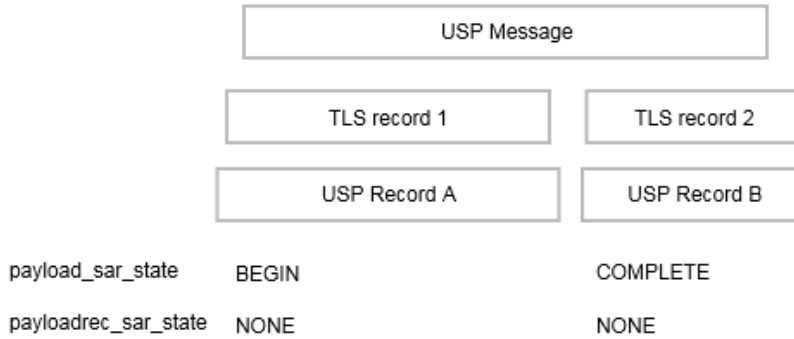 USP Message
TLS record 1 TLS record 2
USP Record A USP Record B
payload_sar_state BEGIN COMPLETE
payloadrec_sar_state NONE NONE